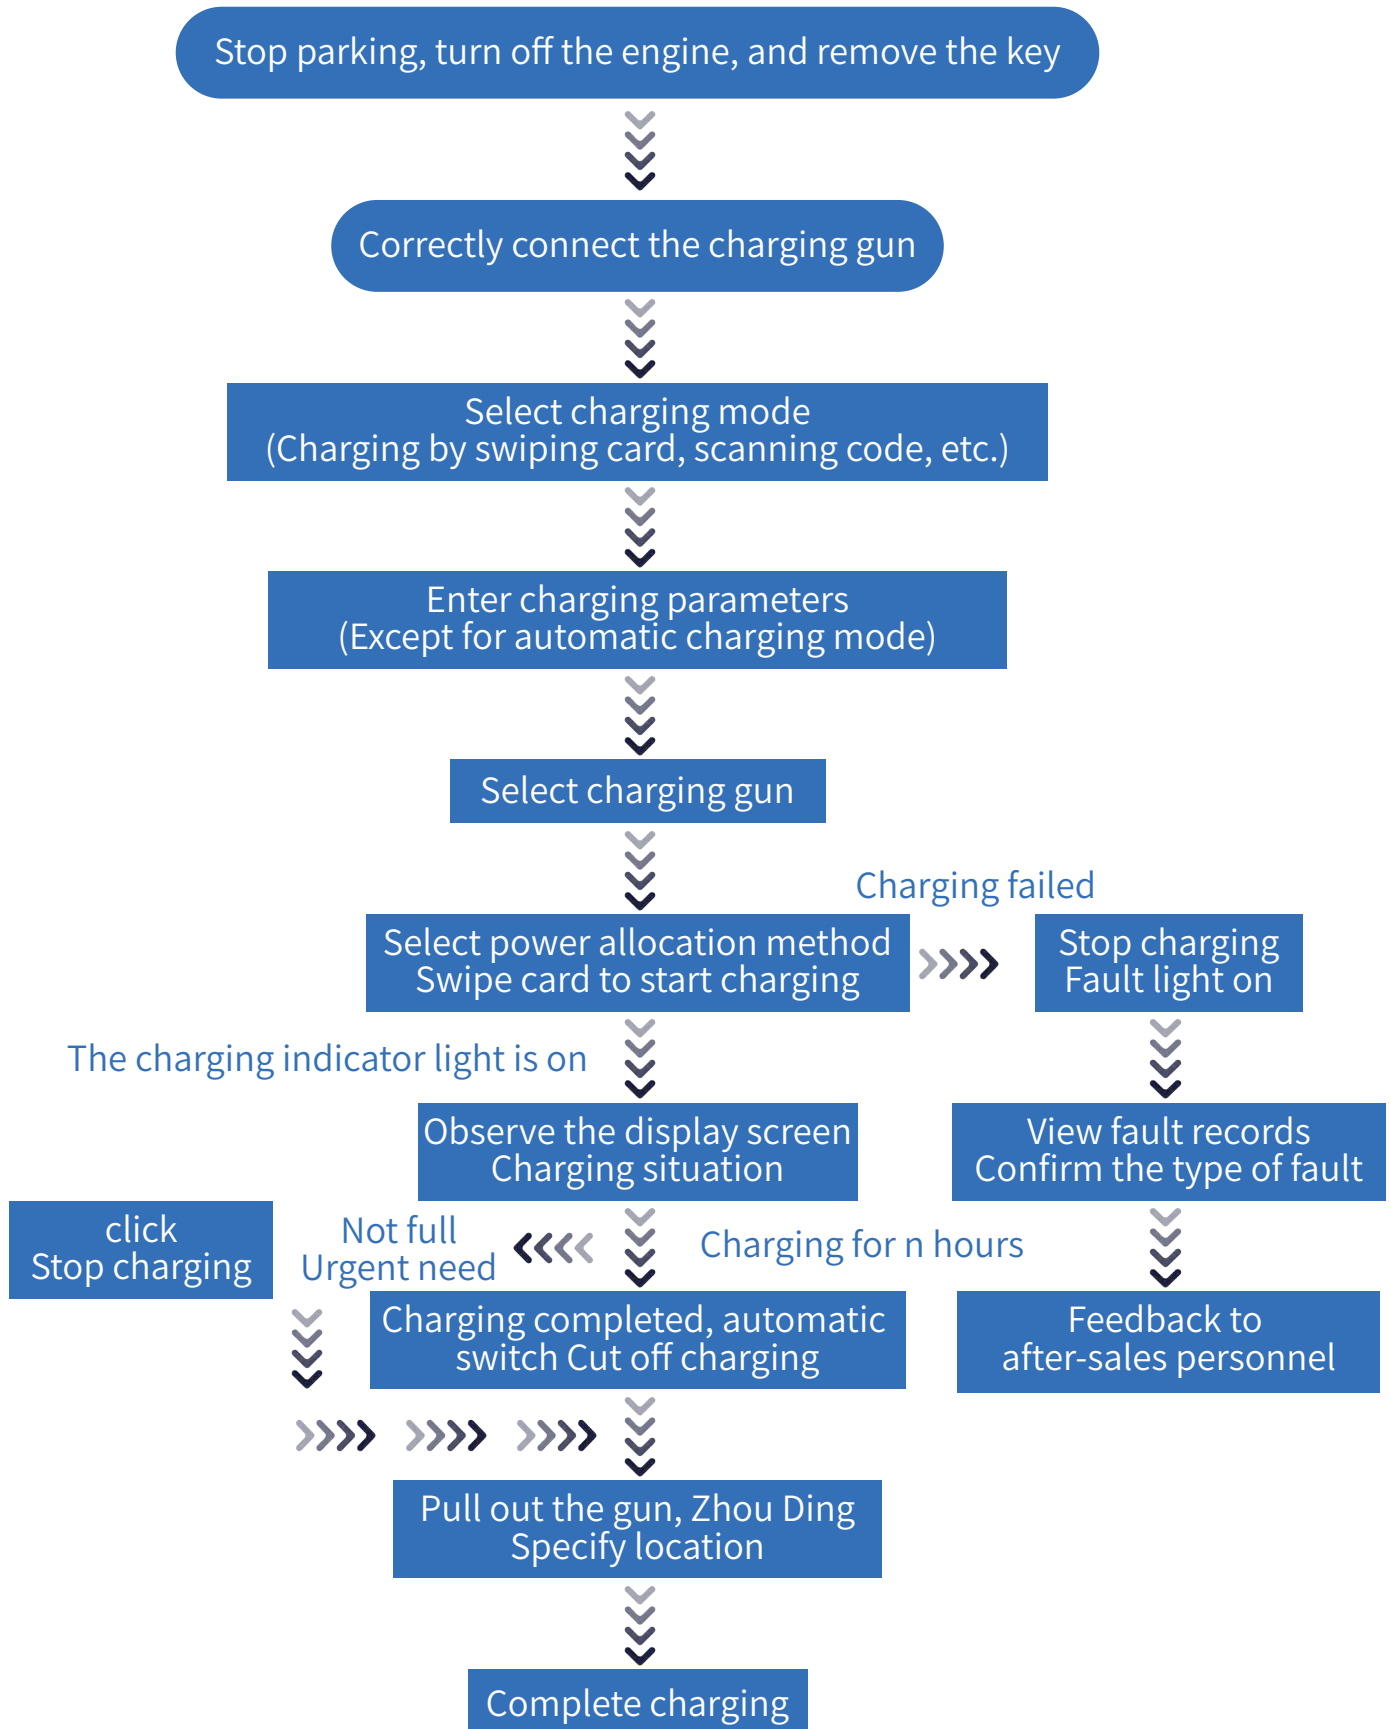 Stop parking, turn off the engine, and remove the key
Correctly connect the charging gun
Select charging mode
(Charging by swiping card, scanning code, etc.)
Enter charging parameters
(Except for automatic charging mode)
Select charging gun
Charging failed
Select power allocation method
Swipe card to start charging
Stop charging
Fault light on
The charging indicator light is on
Observe the display screen
Charging situation
View fault records
Confirm the type of fault
click
Stop charging
Not full
Urgent need
Charging for n hours
Charging completed, automatic
switch Cut off charging
Feedback to
after-sales personnel
Pull out the gun, Zhou Ding
Specify location
Complete charging